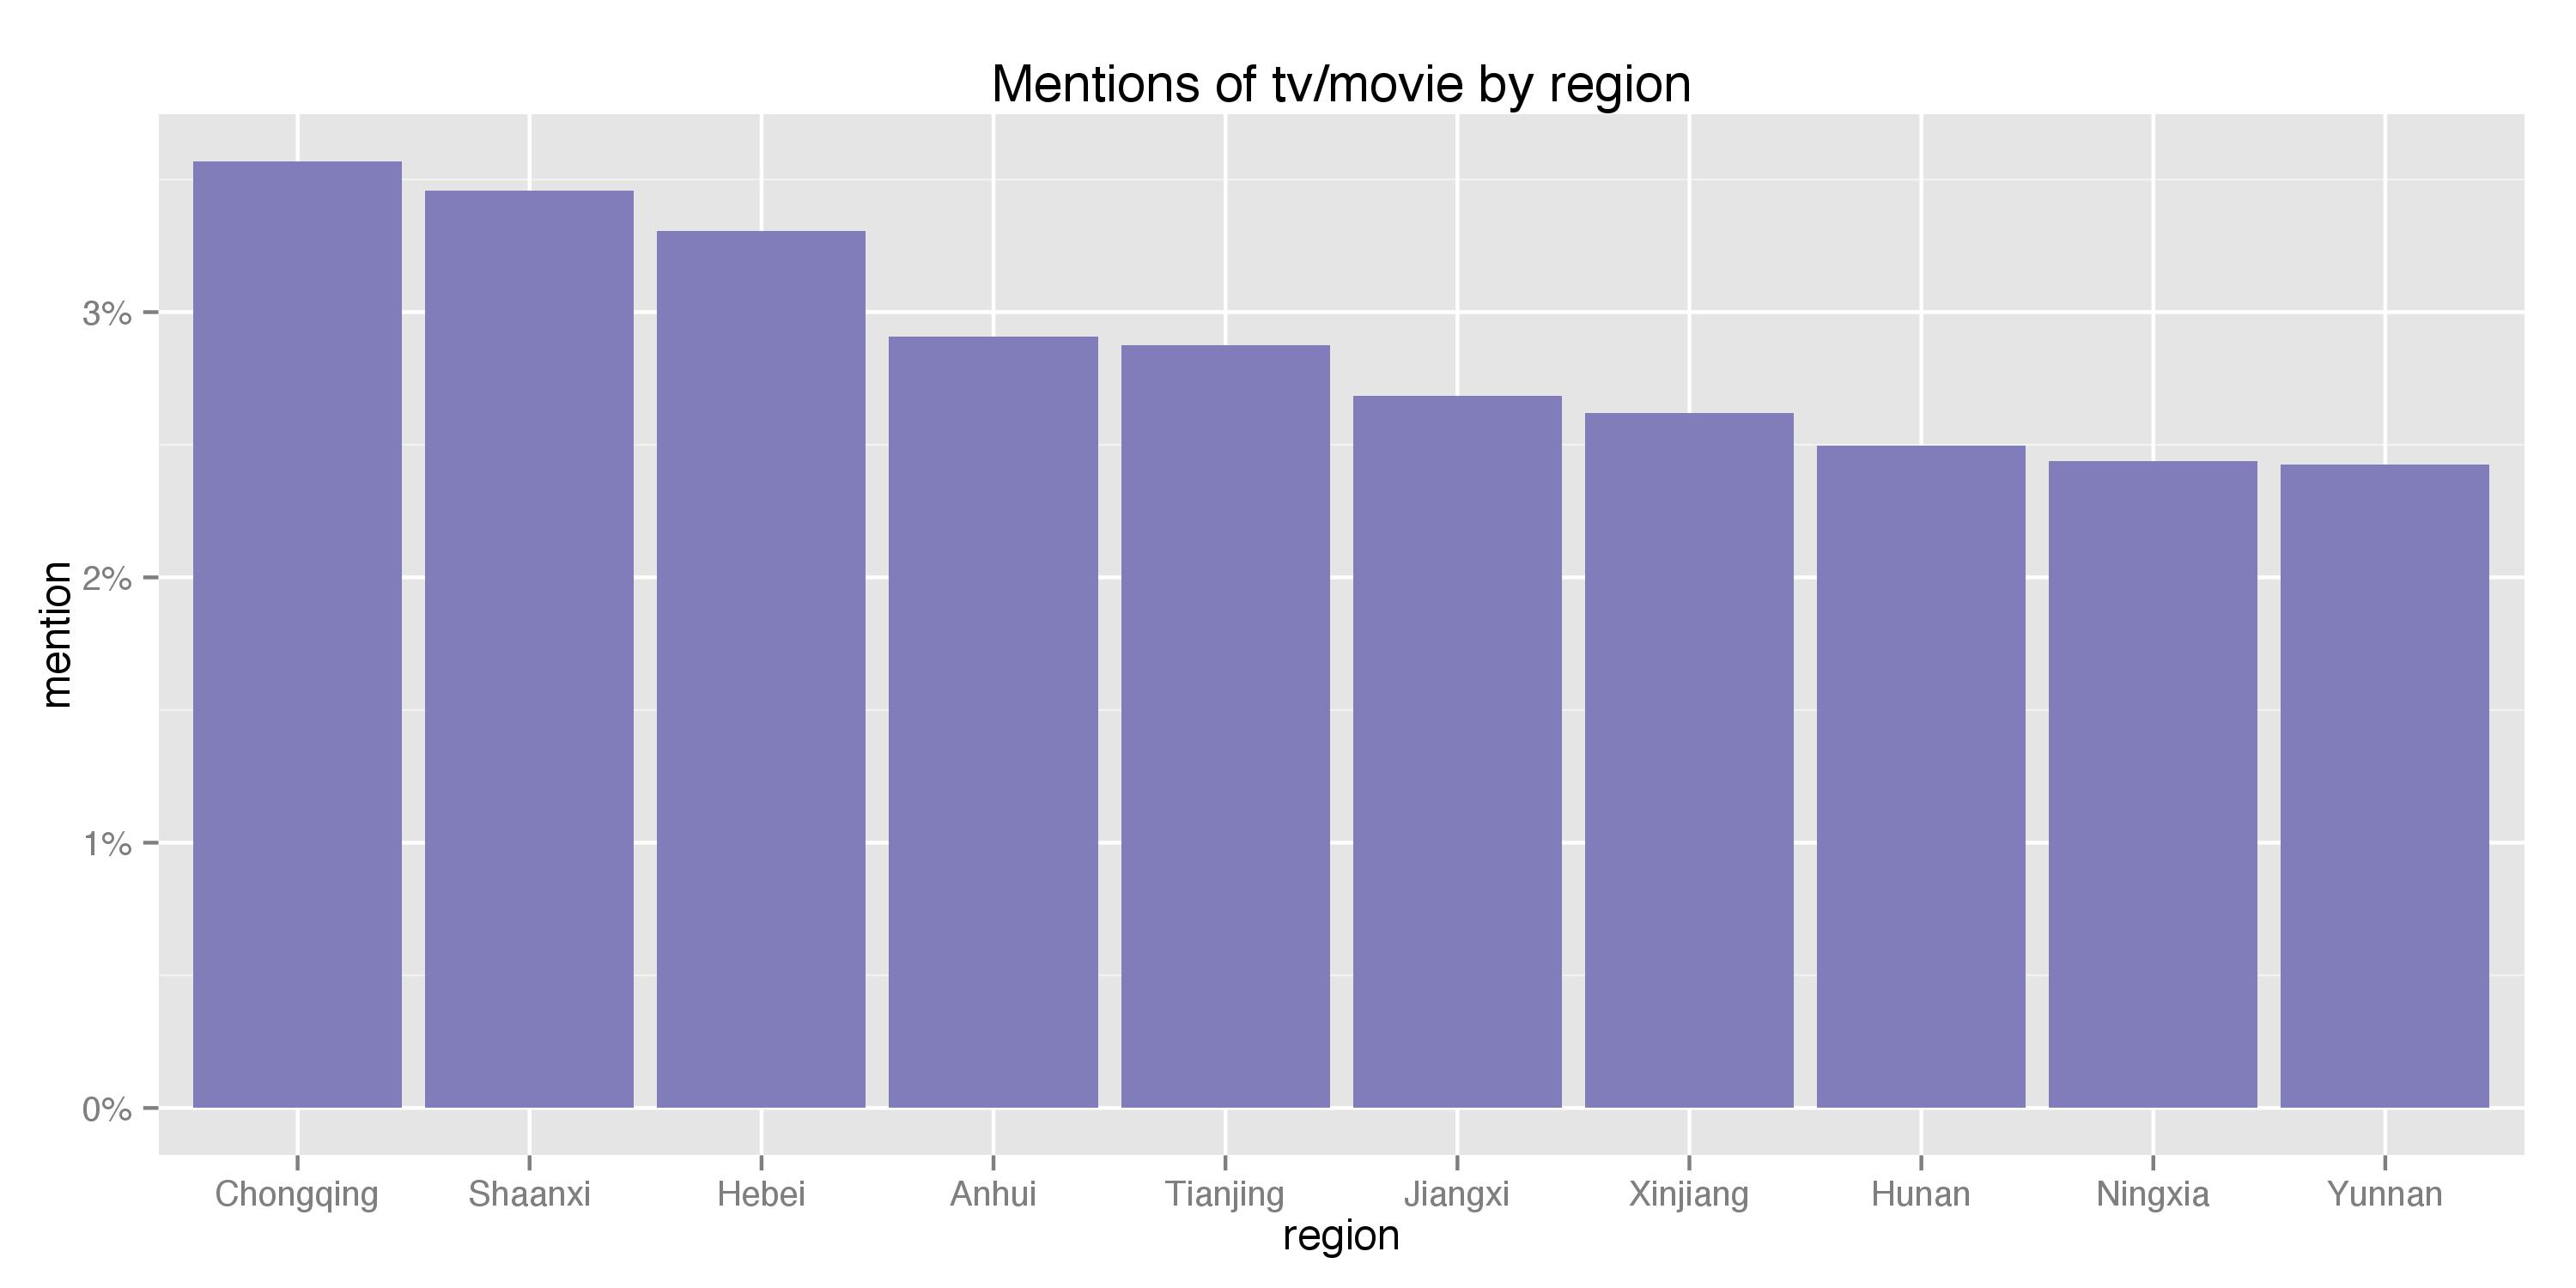 Mentions of tv/movie by region
mention
3%
2%
1%
0%
Chongqing Shaanxi Hebei Anhui Tianjing Jiangxi Xinjiang Hunan Ningxia Yunnan
region